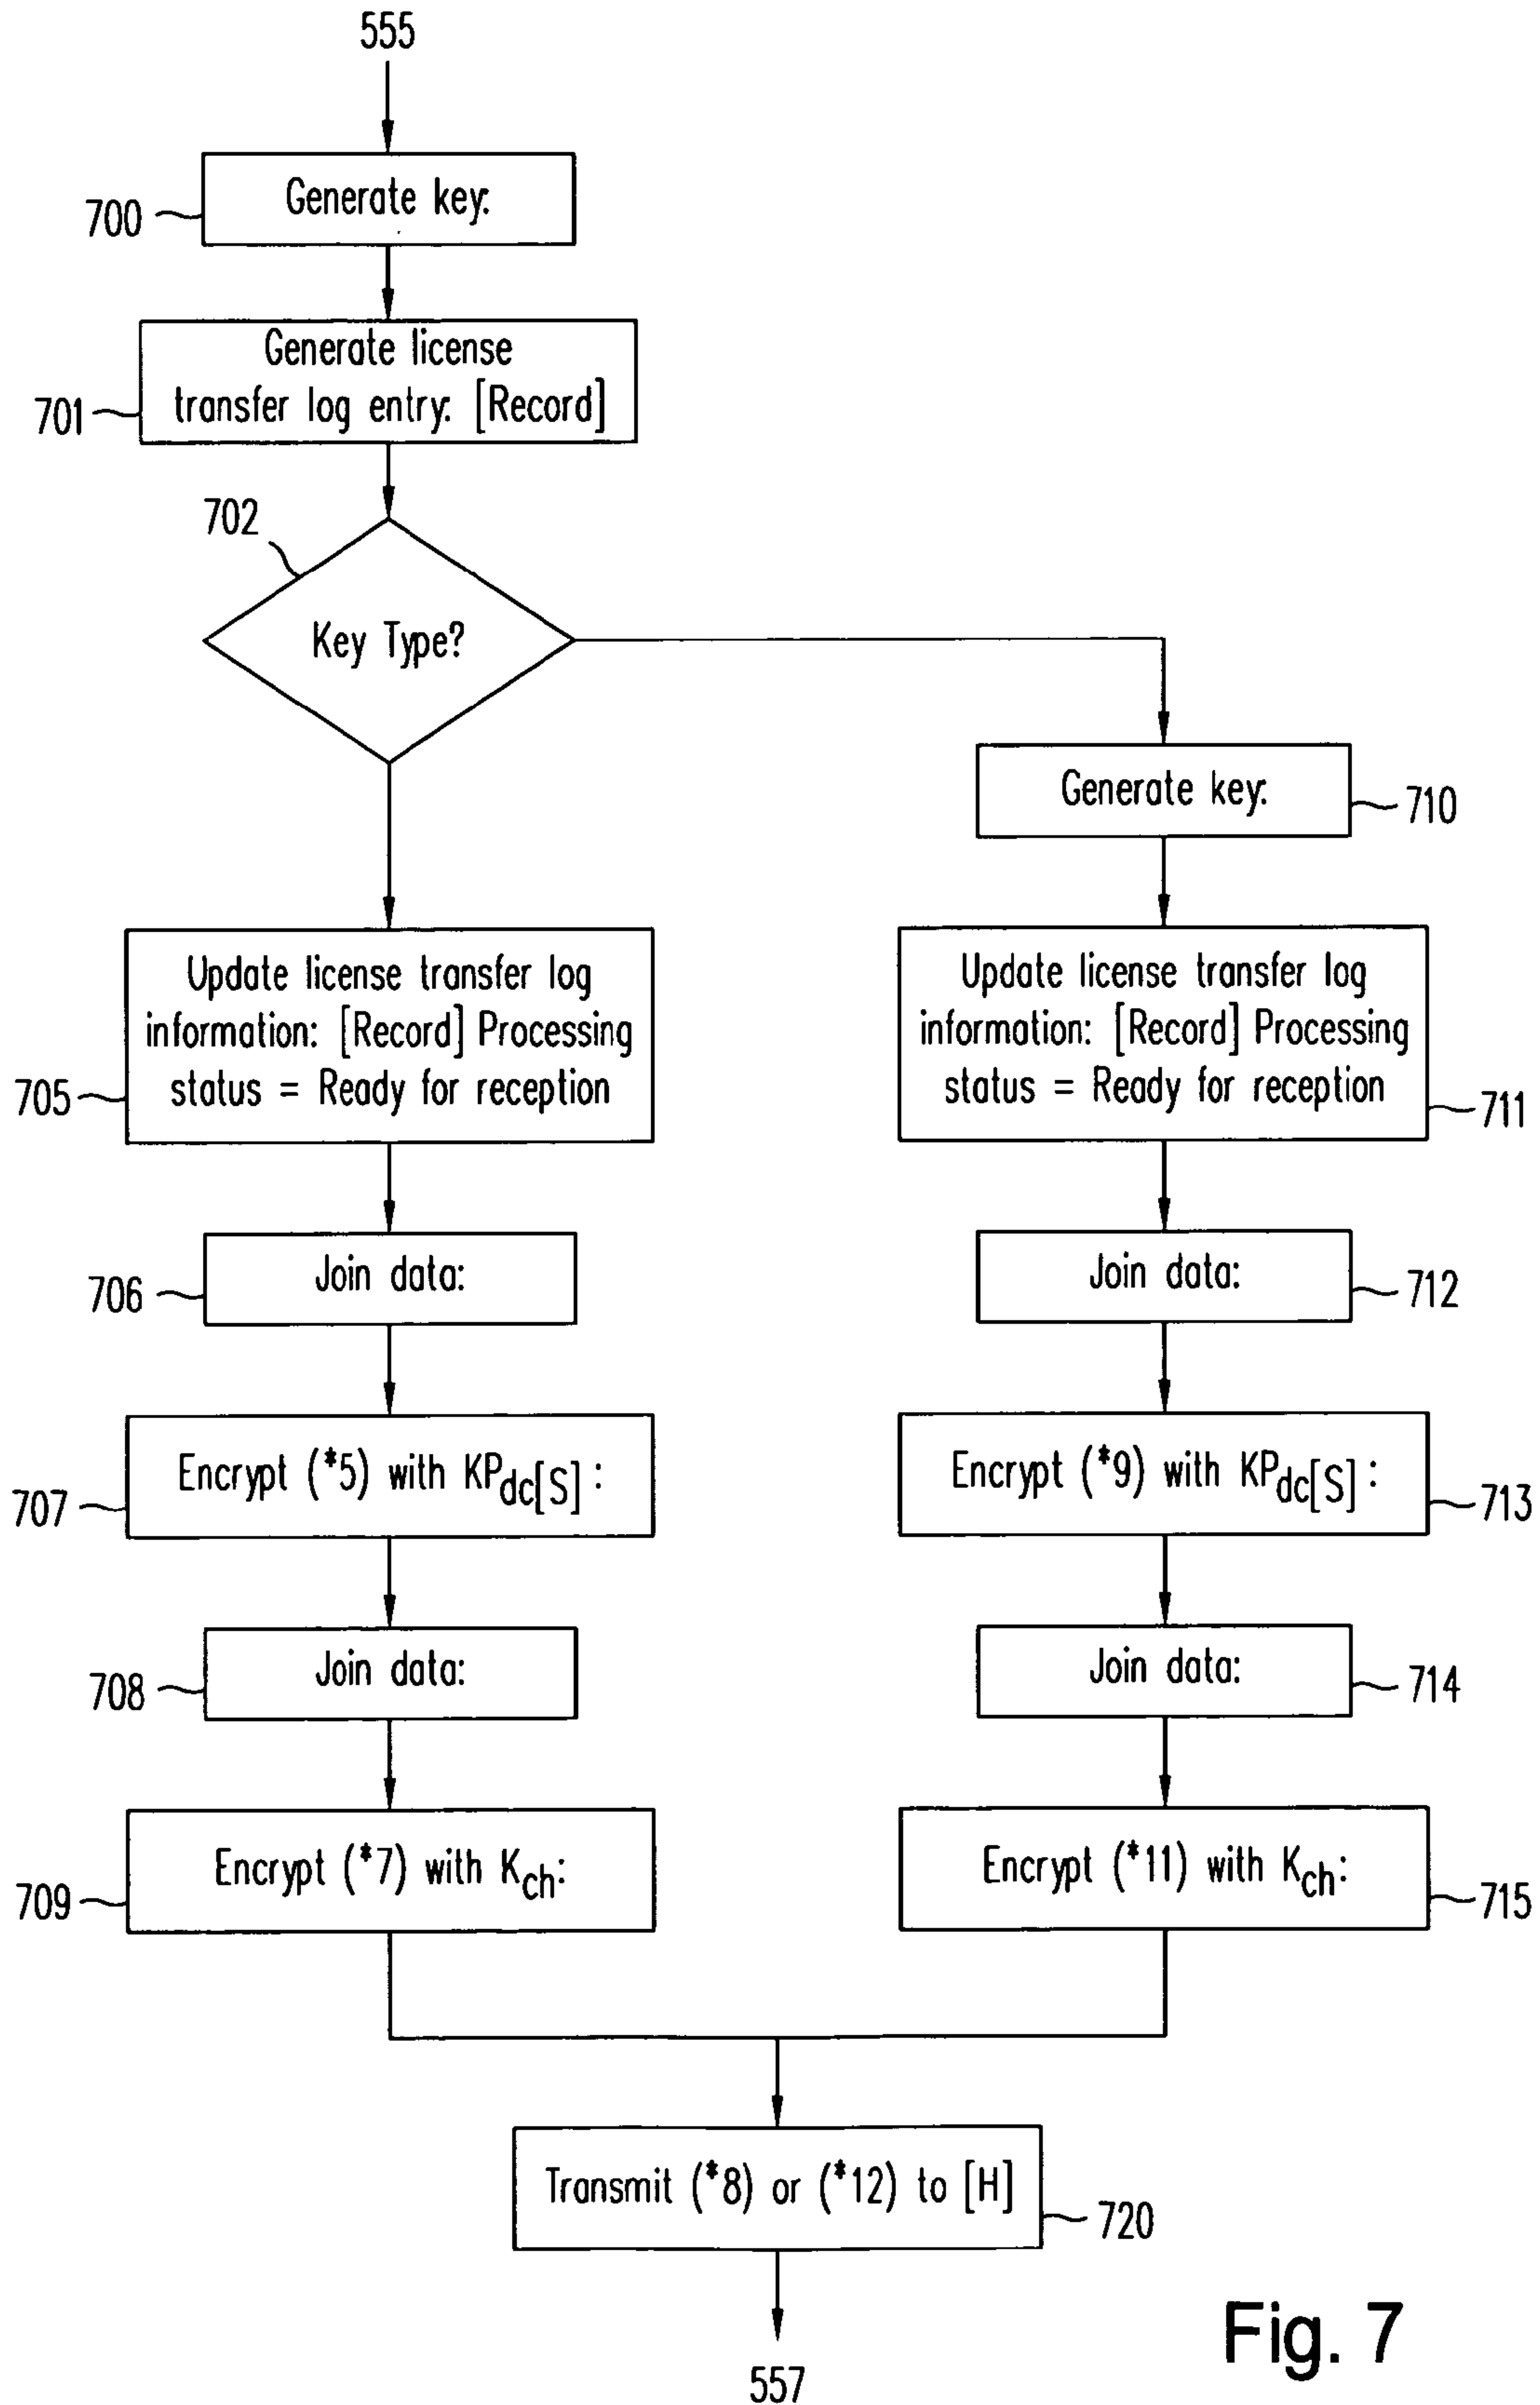 555
Generate key:
700
Generate license
transfer log entry: [Record]
701
702
Key Type?
Generate key:
710
Update license transfer log
information: [Record] Processing
status = Ready for reception
705
Update license transfer log
information: [Record] Processing
status = Ready for reception
711
Join data:
706
Join data:
712
Encrypt (*5) with KPdc[S] :
707
Encrypt (*9) with KPdc[S] :
713
Join data:
708
Join data:
714
Encrypt (*7) with Kch:
709
Encrypt (*11) with Kch:
715
Transmit (*8) or (*12) to [H]
720
557
Fig. 7